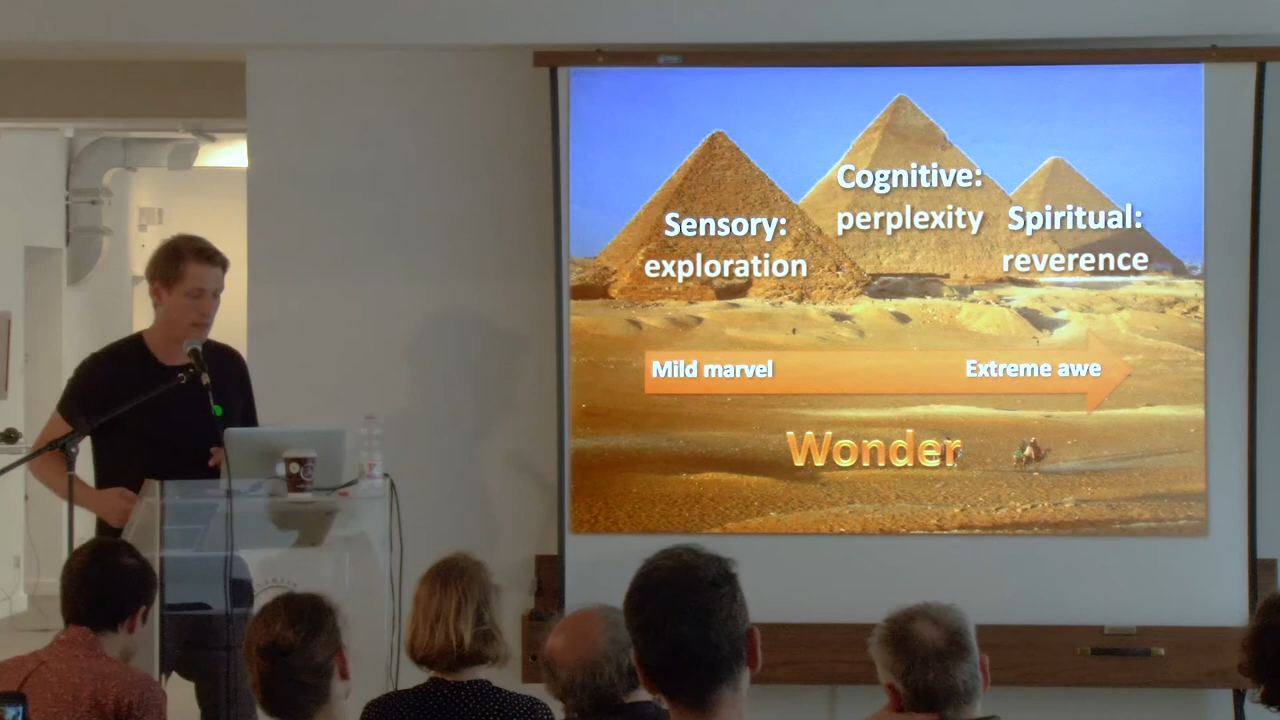 Cognitive:
perplexity
Sensory:
exploration
Spiritual:
reverence
Mild marvel
Extreme awe
Wonder